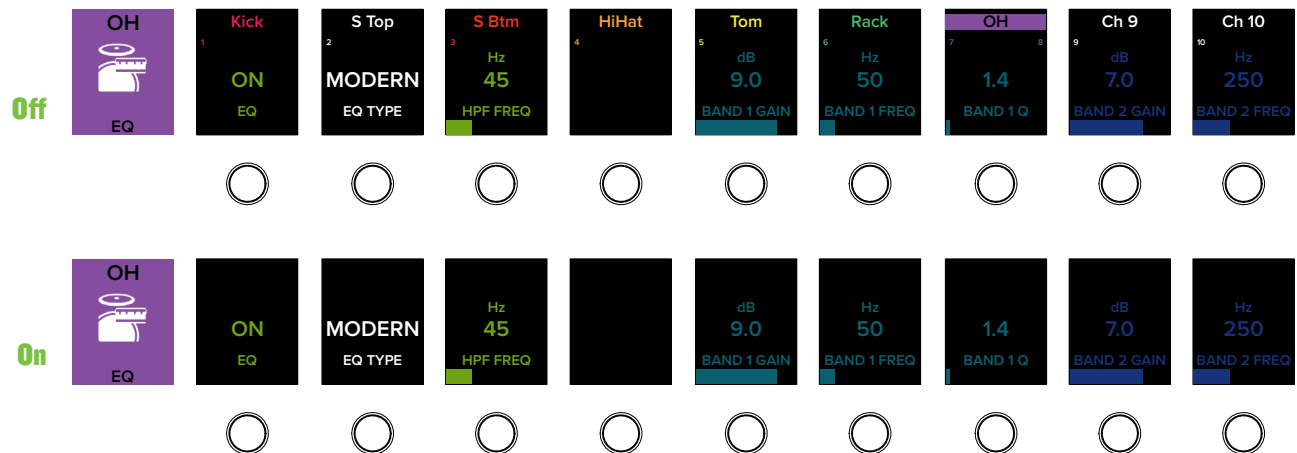 OH
Kick
S Top
S Btm
HiHat
Tom
Rack
OH
Ch 9
Ch 10
1
2
3
4
5
6
7 8
9
10
Hz
dB
Hz
dB
Hz
ON
MODERN
45
9.0
50
1.4
7.0
250
Off
EQ
EQ TYPE
HPF FREQ
BAND 1 GAIN
BAND 1 FREQ
BAND 1 Q
BAND 2 GAIN
BAND 2 FREQ
EQ
OH
Hz
dB
Hz
dB
Hz
ON
MODERN
45
9.0
50
1.4
7.0
250
On
EQ
EQ TYPE
HPF FREQ
BAND 1 GAIN
BAND 1 FREQ
BAND 1 Q
BAND 2 GAIN
BAND 2 FREQ
EQ